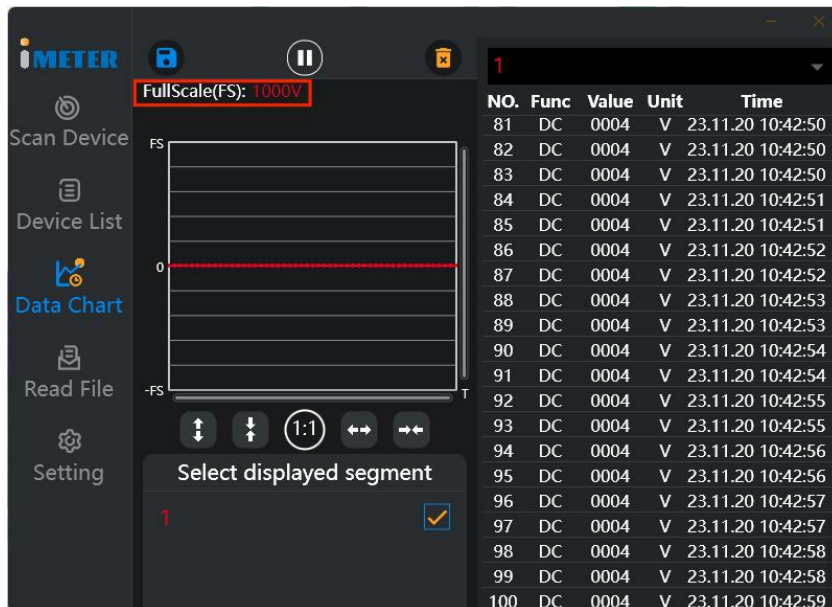 iMETER
Scan Device
Device List
Data Chart
Read File
Setting
FullScale(FS): 1000V
FS
0
-FS
T
1:1
Select displayed segment
1
1
NO. Func Value Unit Time
81 DC 0004 V 23.11.20 10:42:50
82 DC 0004 V 23.11.20 10:42:50
83 DC 0004 V 23.11.20 10:42:50
84 DC 0004 V 23.11.20 10:42:51
85 DC 0004 V 23.11.20 10:42:51
86 DC 0004 V 23.11.20 10:42:52
87 DC 0004 V 23.11.20 10:42:52
88 DC 0004 V 23.11.20 10:42:53
89 DC 0004 V 23.11.20 10:42:53
90 DC 0004 V 23.11.20 10:42:54
91 DC 0004 V 23.11.20 10:42:54
92 DC 0004 V 23.11.20 10:42:55
93 DC 0004 V 23.11.20 10:42:55
94 DC 0004 V 23.11.20 10:42:56
95 DC 0004 V 23.11.20 10:42:56
96 DC 0004 V 23.11.20 10:42:57
97 DC 0004 V 23.11.20 10:42:57
98 DC 0004 V 23.11.20 10:42:58
99 DC 0004 V 23.11.20 10:42:58
100 DC 0004 V 23.11.20 10:42:59